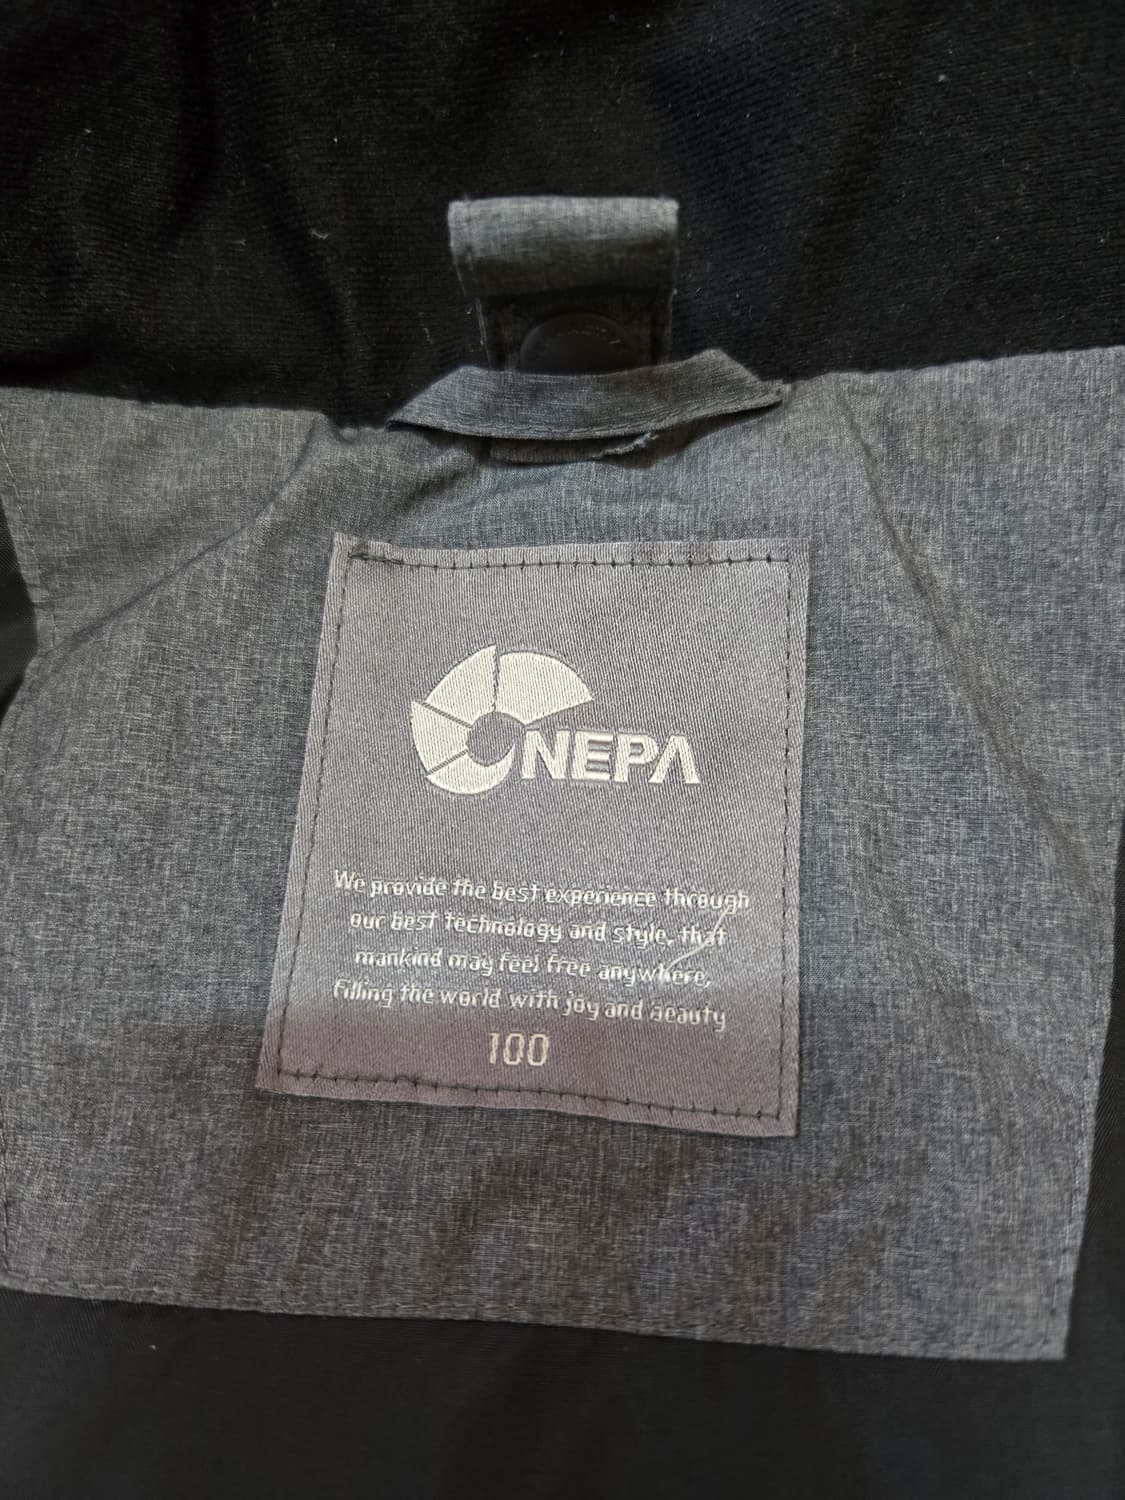 NEPA
We provide the best experience through
our best technology and style, that
mankind may feel free anywhere,
filling the world with joy and beauty
100